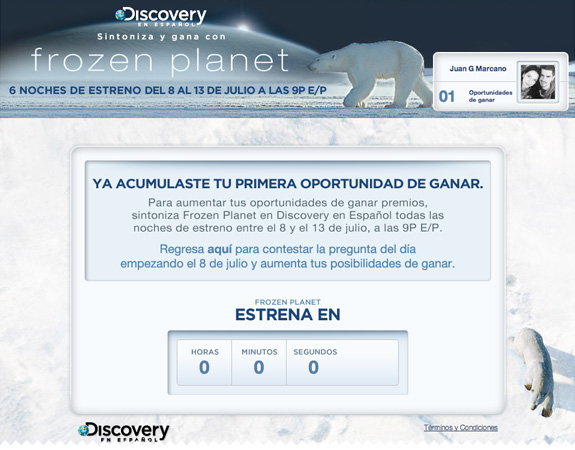 Discovery
EN ESPAÑOL
Sintoniza y gana con
frozen planet
6 NOCHES DE ESTRENO DEL 8 AL 13 DE JULIO A LAS 9P E/P
Juan G Marcano
01 Oportunidades
de ganar
YA ACUMULASTE TU PRIMERA OPORTUNIDAD DE GANAR.
Para aumentar tus oportunidades de ganar premios,
sintoniza Frozen Planet en Discovery en Español todas las
noches de estreno entre el 8 y el 13 de julio, a las 9P E/P.
Regresa aquí para contestar la pregunta del día
empezando el 8 de julio y aumenta tus posibilidades de ganar.
FROZEN PLANET
ESTRENA EN
HORAS MINUTOS SEGUNDOS
0 0 0
Discovery
EN ESPAÑOL
Términos y Condiciones